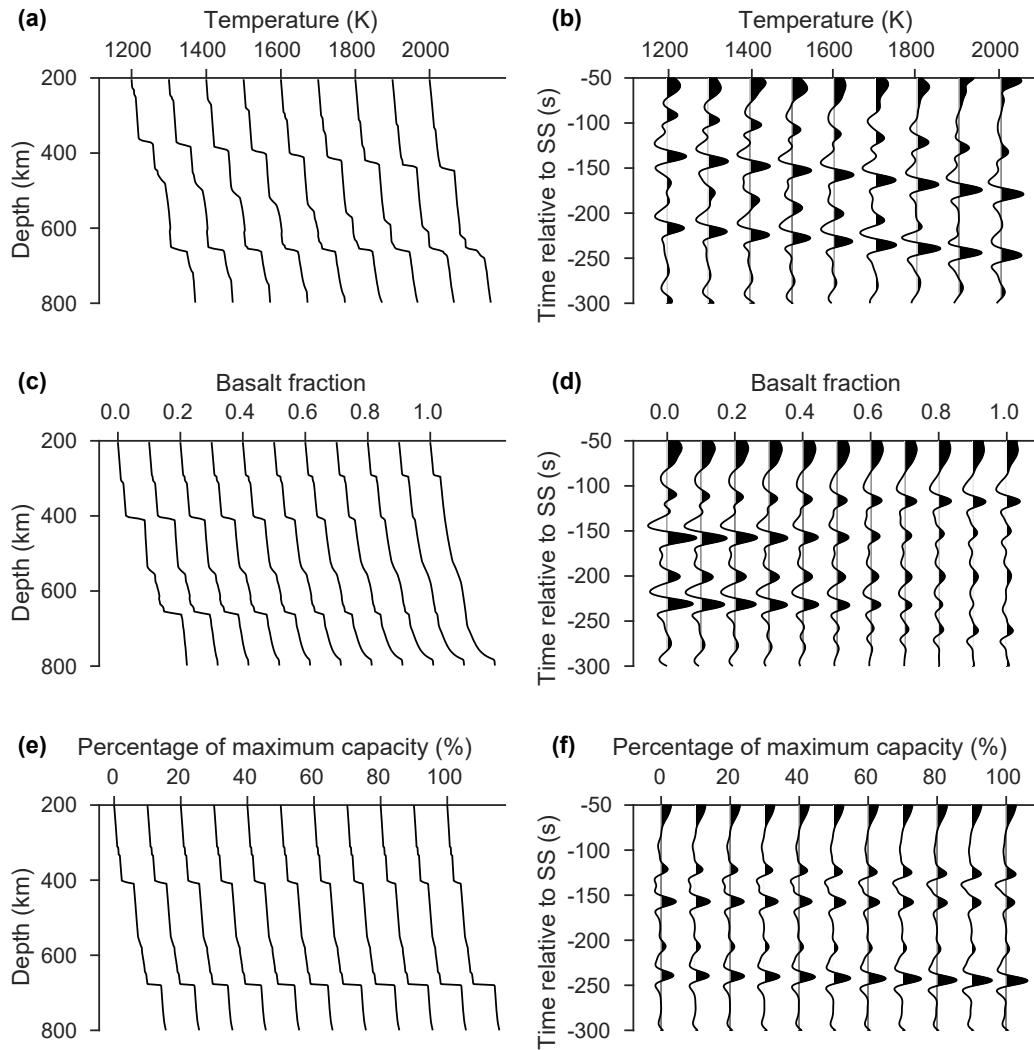 (a) Temperature (K)
1200 1400 1600 1800 2000
200
400
600
800
Depth (km)
(b) Temperature (K)
1200 1400 1600 1800 2000
-50
-100
-150
-200
-250
-300
Time relative to SS (s)
(c) Basalt fraction
0.0 0.2 0.4 0.6 0.8 1.0
200
400
600
800
Depth (km)
(d) Basalt fraction
0.0 0.2 0.4 0.6 0.8 1.0
-50
-100
-150
-200
-250
-300
Time relative to SS (s)
(e) Percentage of maximum capacity (%)
0 20 40 60 80 100
200
400
600
800
Depth (km)
(f) Percentage of maximum capacity (%)
0 20 40 60 80 100
-50
-100
-150
-200
-250
-300
Time relative to SS (s)